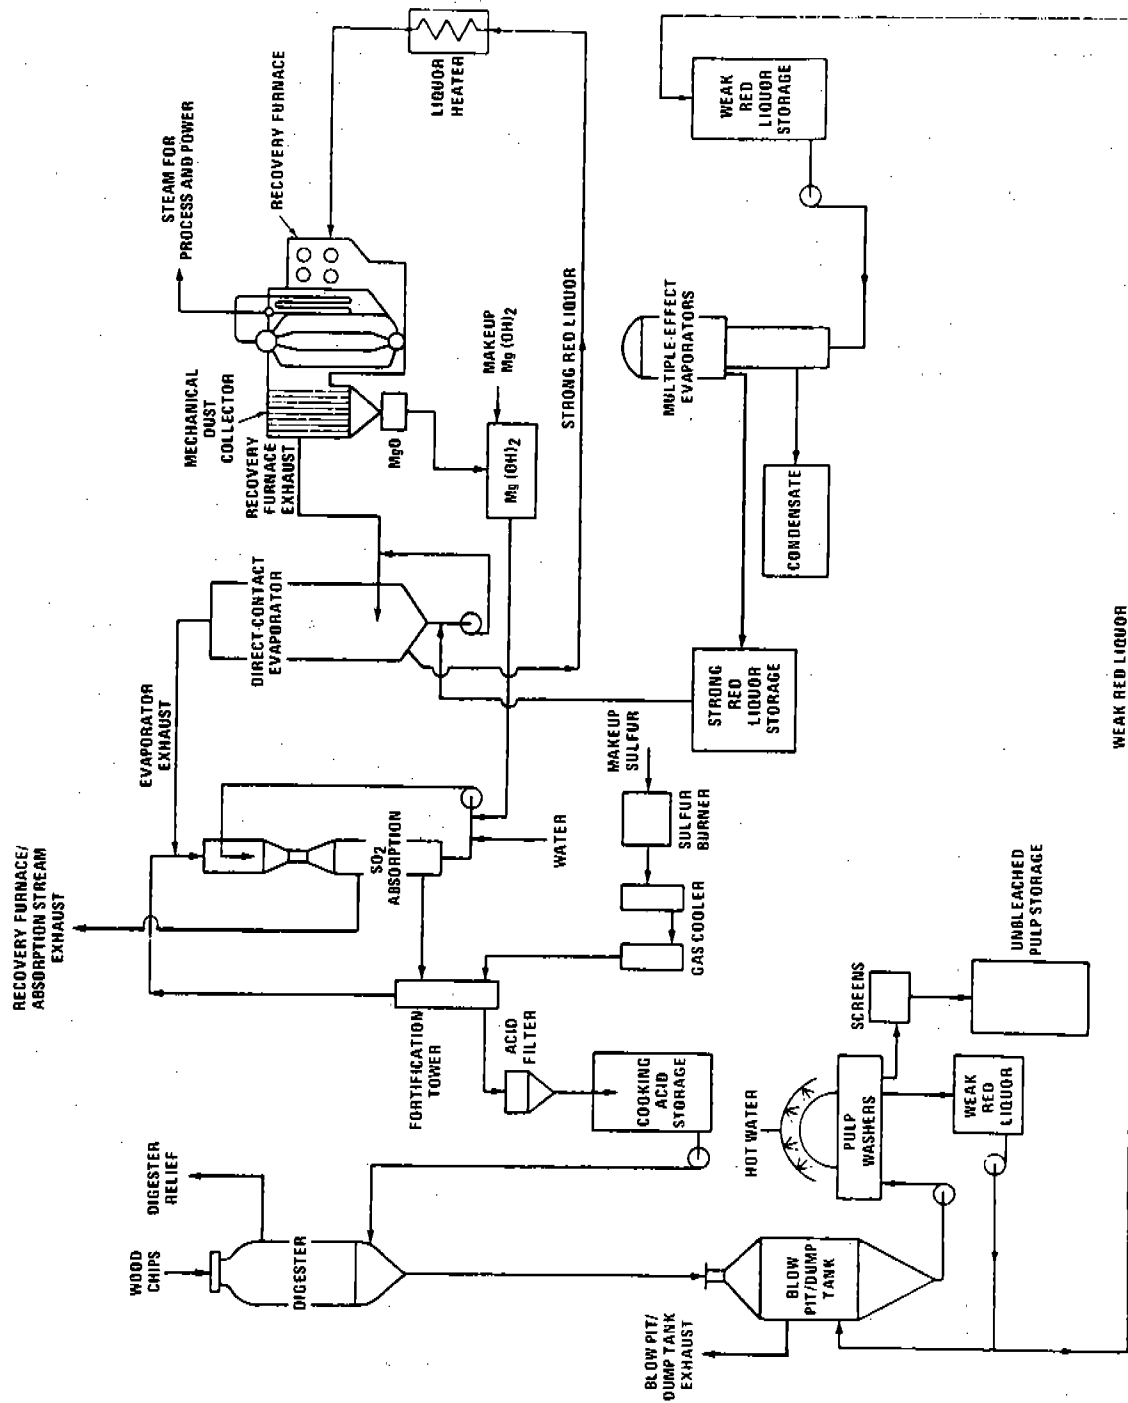 RECOVERY FURNACE/
ABSORPTION STREAM
EXHAUST
EVAPORATOR
EXHAUST
STEAM FOR
PROCESS AND POWER
RECOVERY FURNACE
MECHANICAL
DUST
COLLECTOR
RECOVERY
FURNACE
EXHAUST
LIQUOR
HEATER
DIRECT-CONTACT
EVAPORATOR
MgO
MAKEUP
Mg (OH)2
Mg (OH)2
STRONG RED LIQUOR
SO2
ABSORPTION
WATER
DIGESTER
RELIEF
WOOD
CHIPS
DIGESTER
FORTIFICATION
TOWER
ACID
FILTER
COOKING
ACID
STORAGE
MAKEUP
SULFUR
SULFUR
BURNER
GAS COOLER
STRONG
RED
LIQUOR
STORAGE
MULTIPLE-EFFECT
EVAPORATORS
CONDENSATE
WEAK
RED
LIQUOR
STORAGE
BLOW PIT/
DUMP TANK
EXHAUST
BLOW
PIT/DUMP
TANK
HOT WATER
PULP
WASHERS
SCREENS
WEAK
RED
LIQUOR
UNBLEACHED
PULP STORAGE
WEAK RED LIQUOR